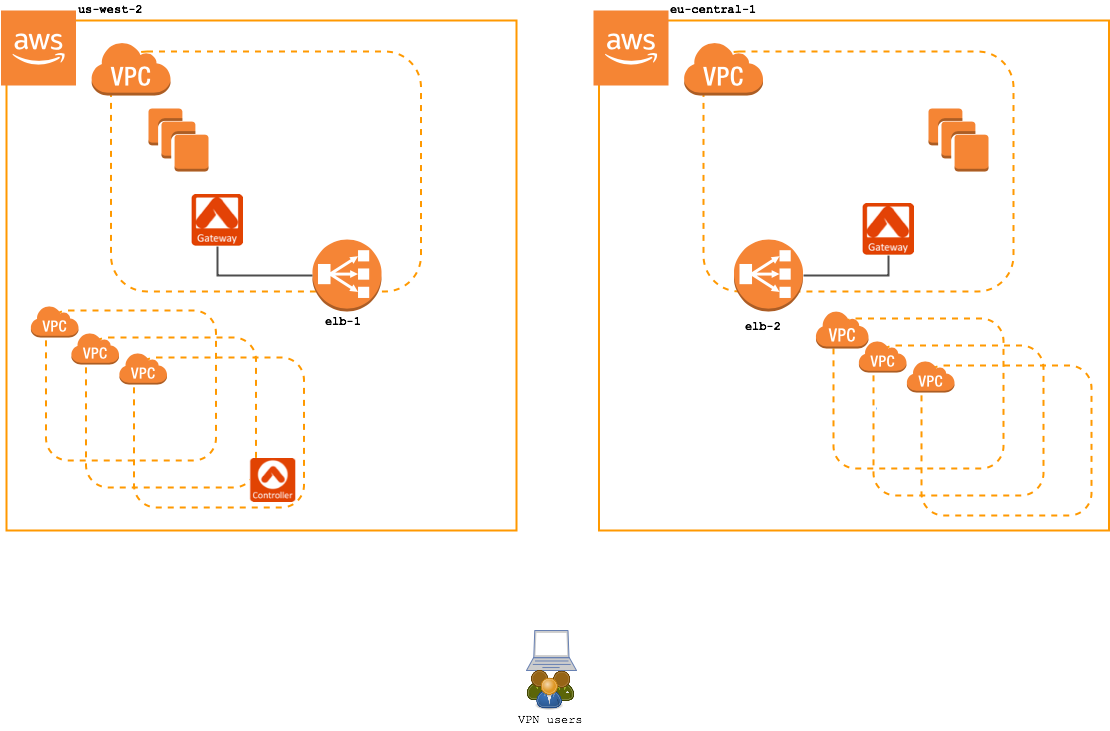 us-west-2
aws
VPC
Gateway
elb-1
VPC
VPC
VPC
Controller
eu-central-1
aws
VPC
Gateway
elb-2
VPC
VPC
VPC
VPN users